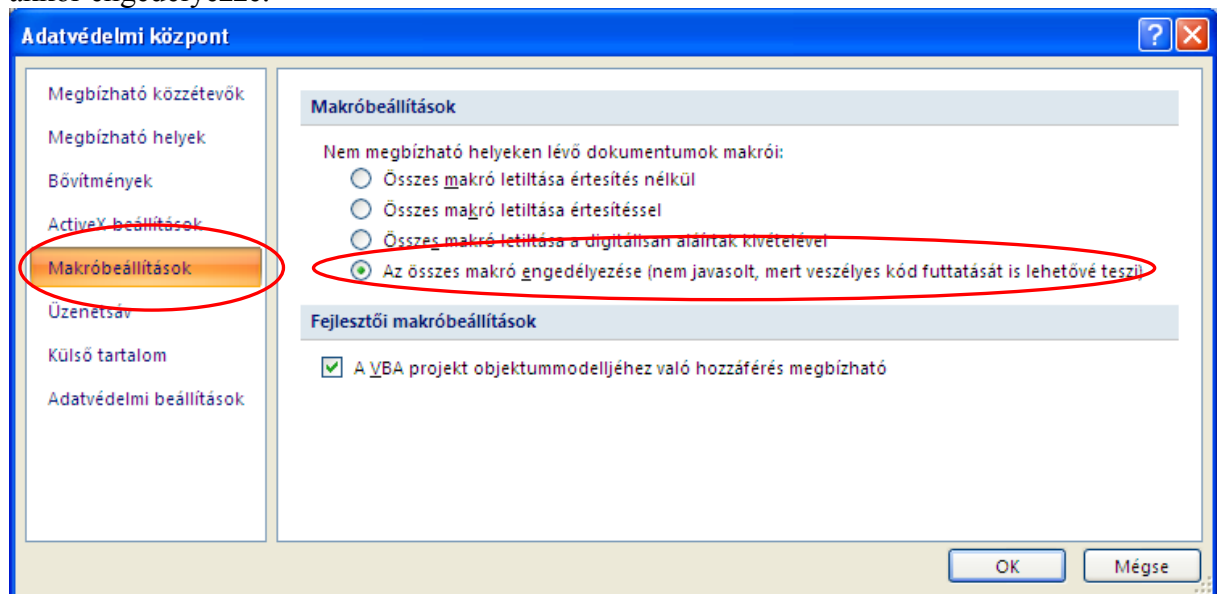 akkor engedélyezze.
Adatvédelmi központ
Megbízható közzétevők
Megbízható helyek
Bővítmények
ActiveX-beállítások
Makróbeállítások
Üzenetsáv
Külső tartalom
Adatvédelmi beállítások
Makróbeállítások
Nem megbízható helyeken lévő dokumentumok makrói:
Összes makró letiltása értesítés nélkül
Összes makró letiltása értesítéssel
Összes makró letiltása a digitálisan aláírtak kivételével
Az összes makró engedélyezése (nem javasolt, mert veszélyes kód futtatását is lehetővé teszi)
Fejlesztői makróbeállítások
A VBA projekt objektummodelljéhez való hozzáférés megbízható
OK
Mégse